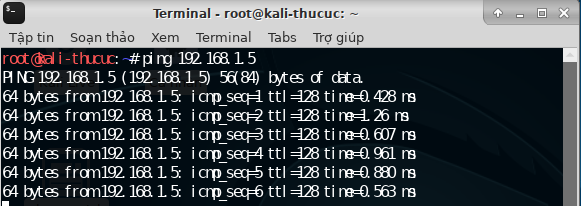 Terminal - root@kali-thucuc: ~
Tập tin Soạn thảo Xem Terminal Tabs Trợ giúp
root@kali-thucuc:~# ping 192.168.1.5
PING 192.168.1.5 (192.168.1.5) 56(84) bytes of data.
64 bytes from 192.168.1.5: icmp_seq=1 ttl=128 time=0.428 ms
64 bytes from 192.168.1.5: icmp_seq=2 ttl=128 time=1.26 ms
64 bytes from 192.168.1.5: icmp_seq=3 ttl=128 time=0.607 ms
64 bytes from 192.168.1.5: icmp_seq=4 ttl=128 time=0.961 ms
64 bytes from 192.168.1.5: icmp_seq=5 ttl=128 time=0.880 ms
64 bytes from 192.168.1.5: icmp_seq=6 ttl=128 time=0.563 ms